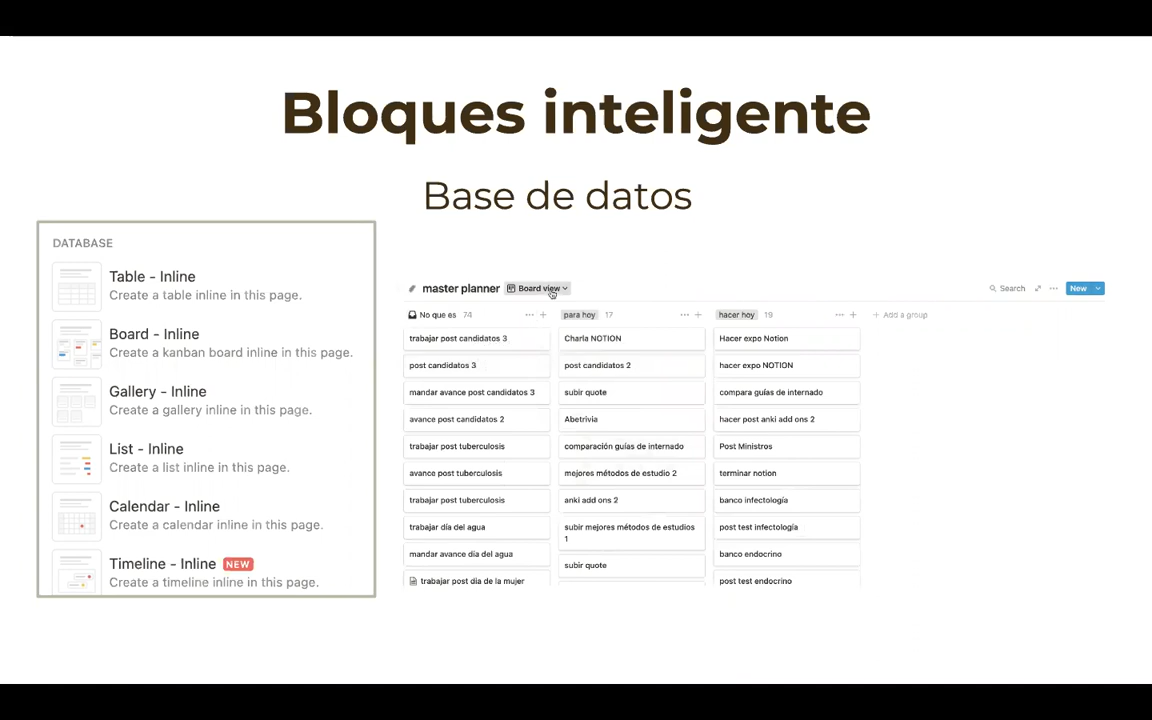 Bloques inteligente
Base de datos
DATABASE
Table - Inline
Create a table inline in this page.
Board - Inline
Create a kanban board inline in this page.
Gallery - Inline
Create a gallery inline in this page.
List - Inline
Create a list inline in this page.
Calendar - Inline
Create a calendar inline in this page.
Timeline - Inline NEW
Create a timeline inline in this page.
master planner Board view Search New
No que es 74
trabajar post candidatos 3
post candidatos 3
mandar avance post candidatos 3
avance post candidatos 2
trabajar post tuberculosis
avance post tuberculosis
trabajar post tuberculosis
trabajar día del agua
mandar avance día del agua
trabajar post día de la mujer
para hoy 17
Charla NOTION
post candidatos 2
subir quote
Abetrivia
comparación guías de internado
mejores métodos de estudio 2
anki add ons 2
subir mejores métodos de estudios
1
subir quote
hacer hoy 19
Hacer expo Notion
hacer expo NOTION
compara guías de internado
hacer post anki add ons 2
Post Ministros
terminar notion
banco infectología
post test infectología
banco endocrino
post test endocrino
+ Add a group